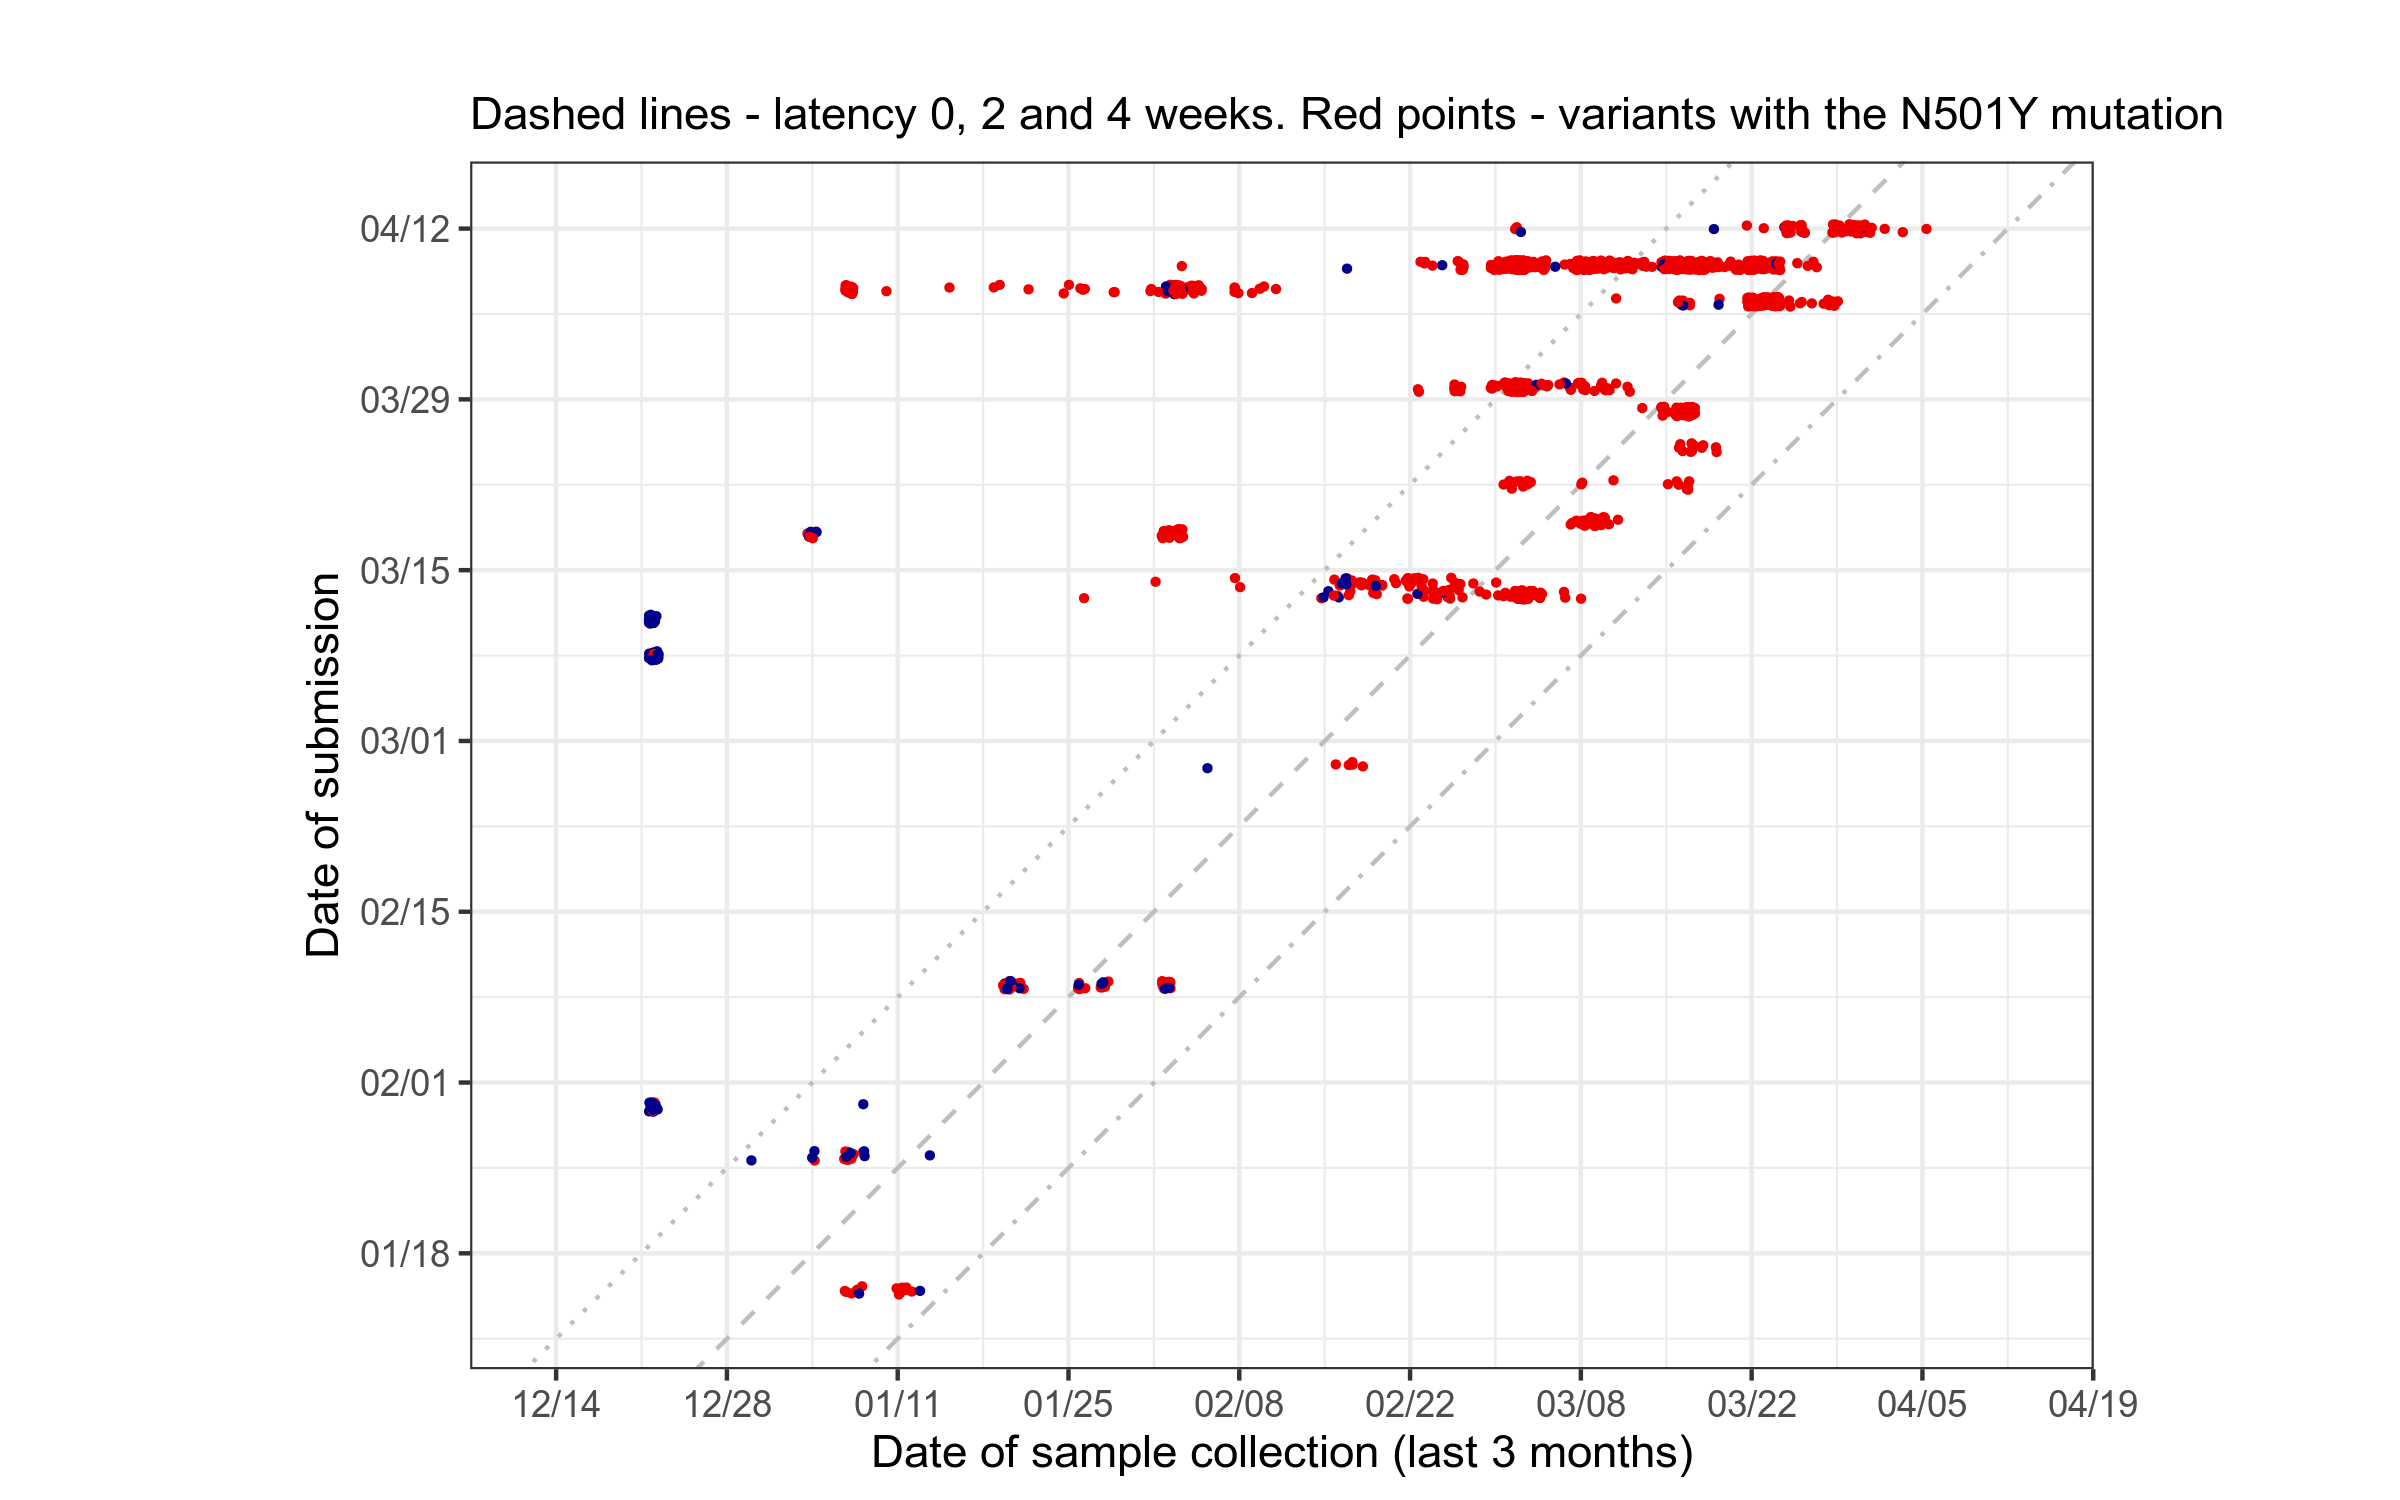 Dashed lines - latency 0, 2 and 4 weeks. Red points - variants with the N501Y mutation
Date of submission
04/12
03/29
03/15
03/01
02/15
02/01
01/18
12/14 12/28 01/11 01/25 02/08 02/22 03/08 03/22 04/05 04/19
Date of sample collection (last 3 months)